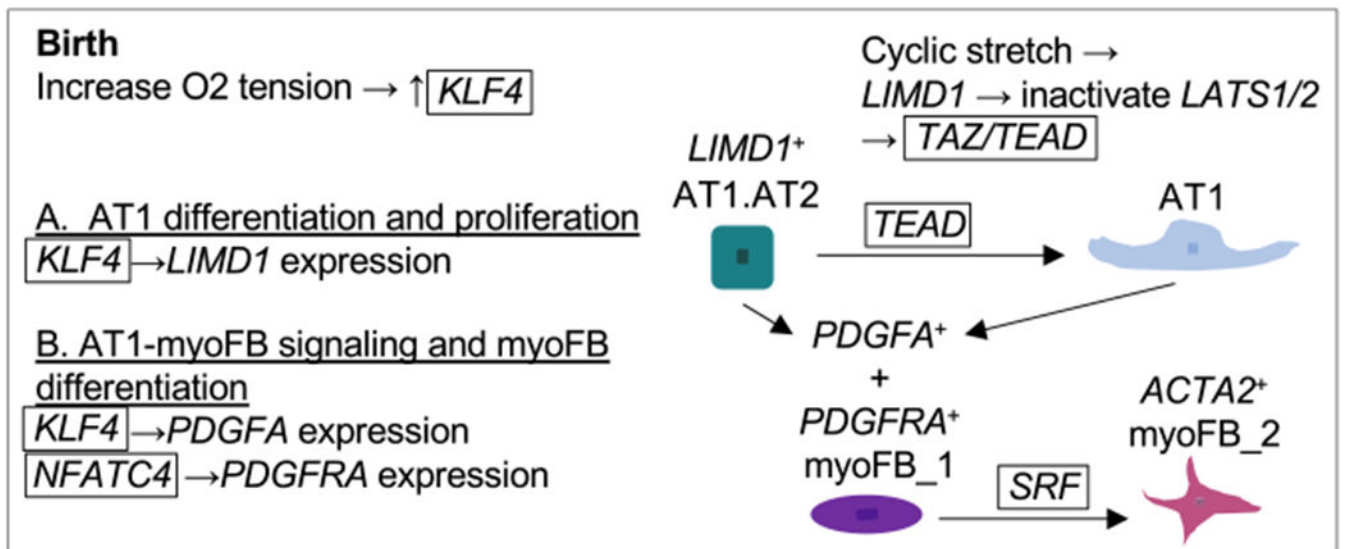 Birth
Increase O2 tension → ↑ KLF4
A. AT1 differentiation and proliferation
KLF4 →LIMD1 expression
B. AT1-myoFB signaling and myoFB
differentiation
KLF4 →PDGFA expression
NFATC4 →PDGFRA expression
Cyclic stretch →
LIMD1 → inactivate LATS1/2
→ TAZ/TEAD
LIMD1+
AT1.AT2
TEAD
AT1
PDGFA+
+
PDGFRA+
myoFB_1
SRF
ACTA2+
myoFB_2